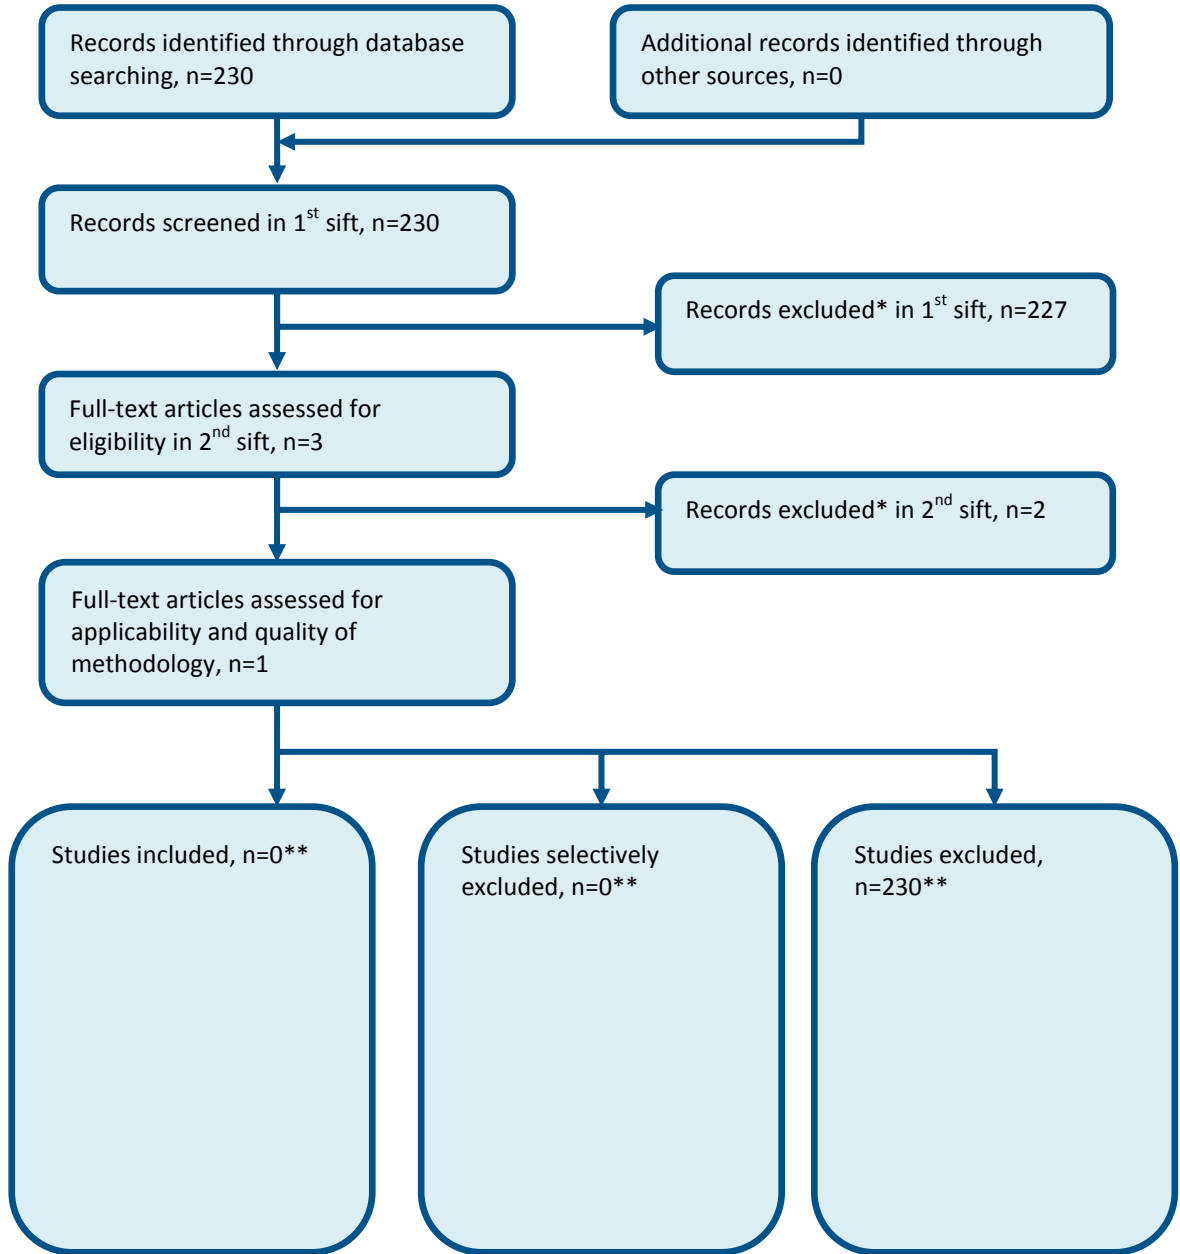 Records identified through database
searching, n=230
Additional records identified through
other sources, n=0
Records screened in 1st sift, n=230
Records excluded* in 1st sift, n=227
Full-text articles assessed for
eligibility in 2nd sift, n=3
Records excluded* in 2nd sift, n=2
Full-text articles assessed for
applicability and quality of
methodology, n=1
Studies included, n=0**
Studies selectively
excluded, n=0**
Studies excluded,
n=230**